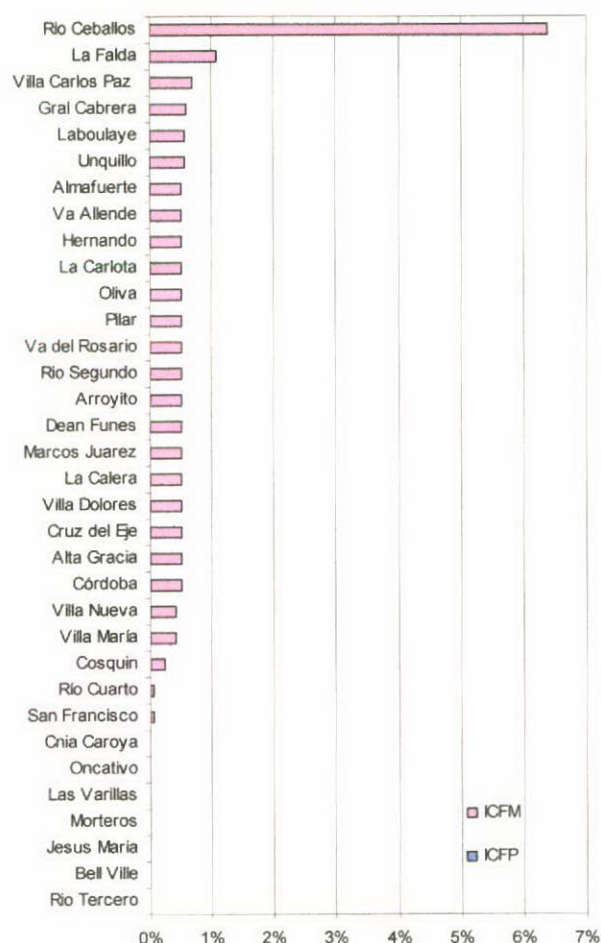 Rio Ceballos
La Falda
Villa Carlos Paz
Gral Cabrera
Laboulaye
Unquillo
Almafuerte
Va Allende
Hernando
La Carlota
Oliva
Pilar
Va del Rosario
Rio Segundo
Arroyito
Dean Funes
Marcos Juarez
La Calera
Villa Dolores
Cruz del Eje
Alta Gracia
Córdoba
Villa Nueva
Villa María
Cosquin
Río Cuarto
San Francisco
Cnia Caroya
Oncativo
Las Varillas
Morteros
Jesus Maria
Bell Ville
Rio Tercero
ICFM
ICFP
0% 1% 2% 3% 4% 5% 6% 7%